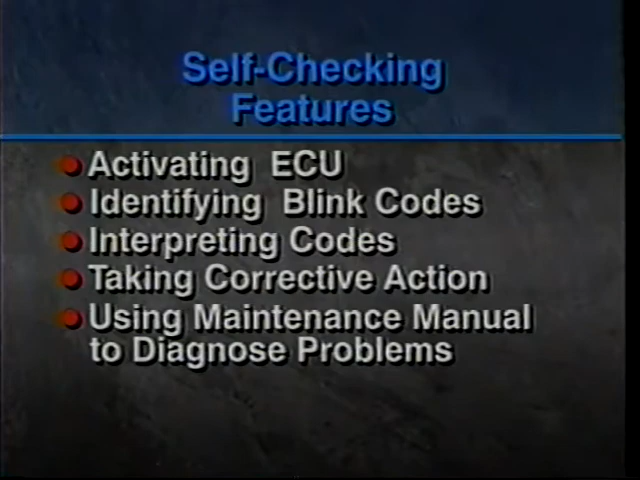 Self-Checking
Features
Activating ECU
Identifying Blink Codes
Interpreting Codes
Taking Corrective Action
Using Maintenance Manual
to Diagnose Problems